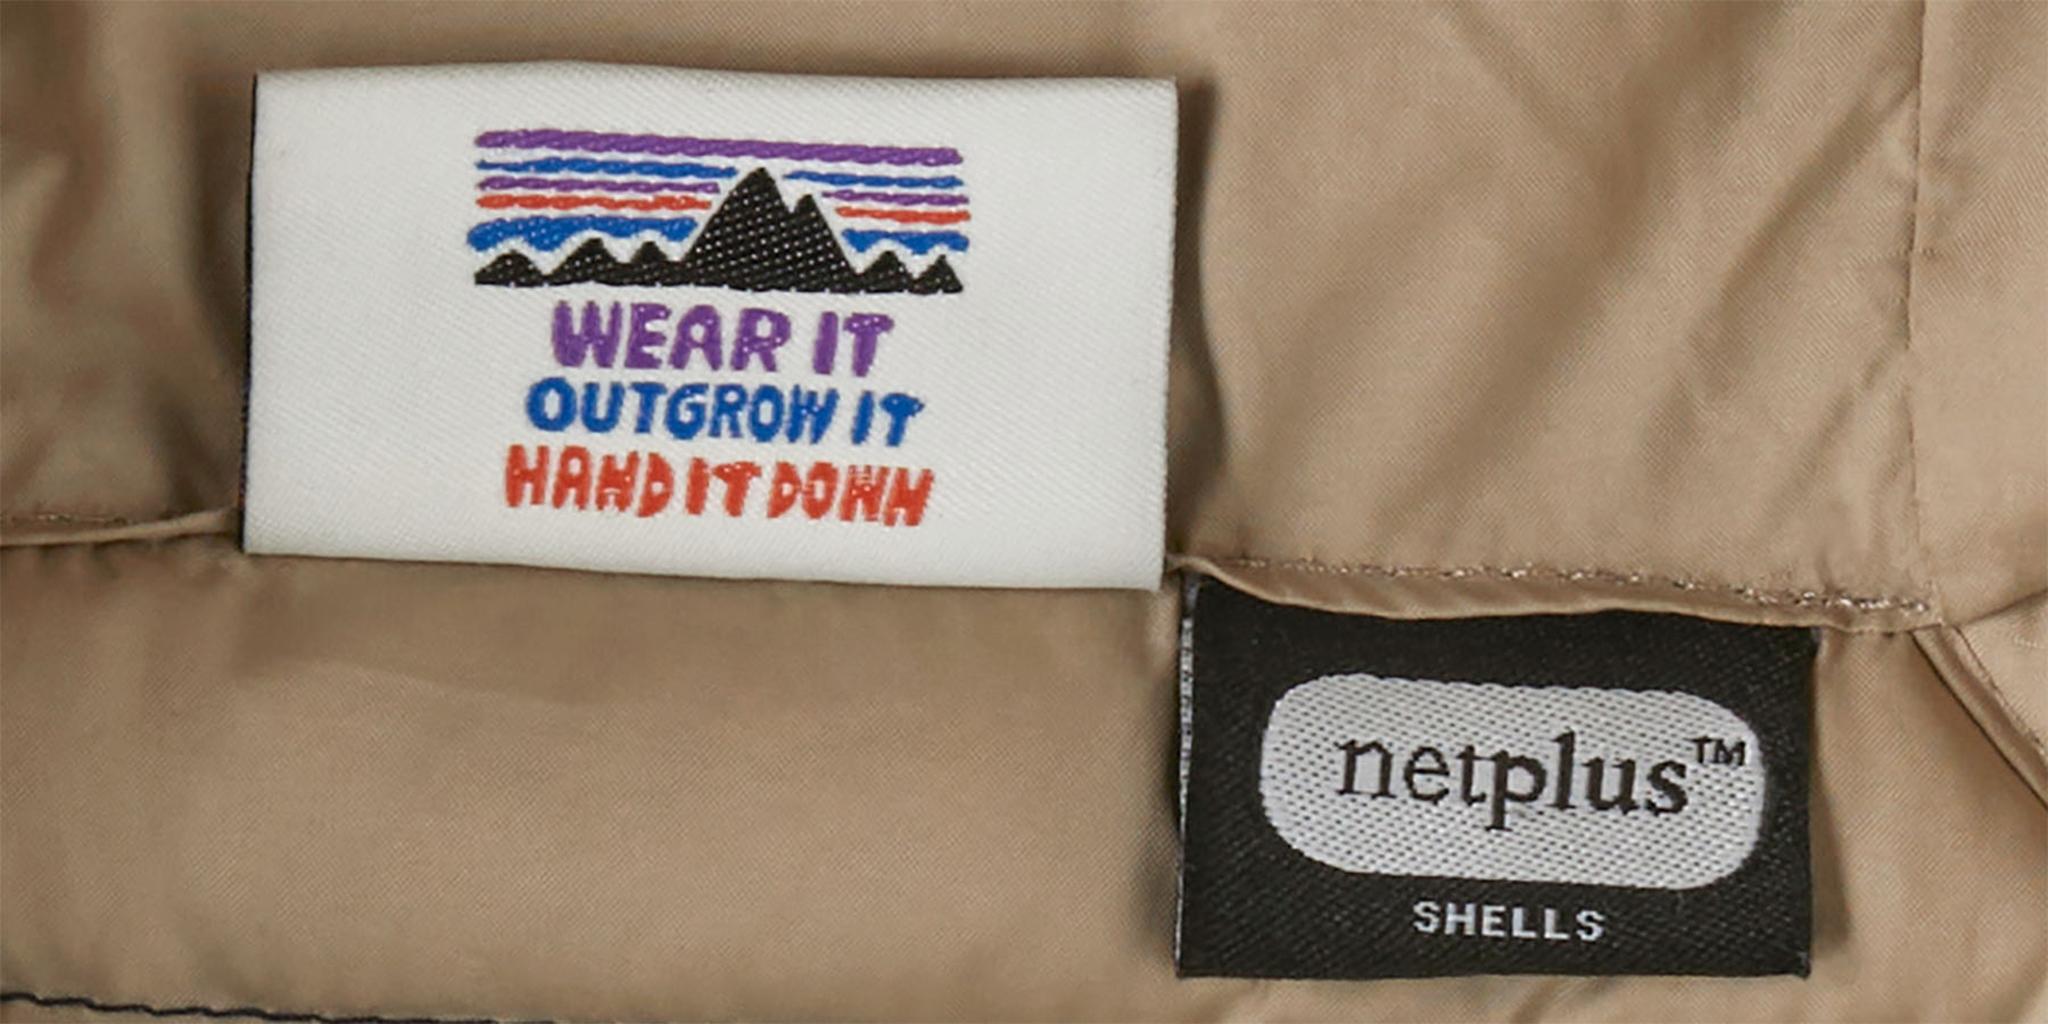 WEAR IT
OUTGROW IT
HAND IT DOWN
netplus™
SHELLS